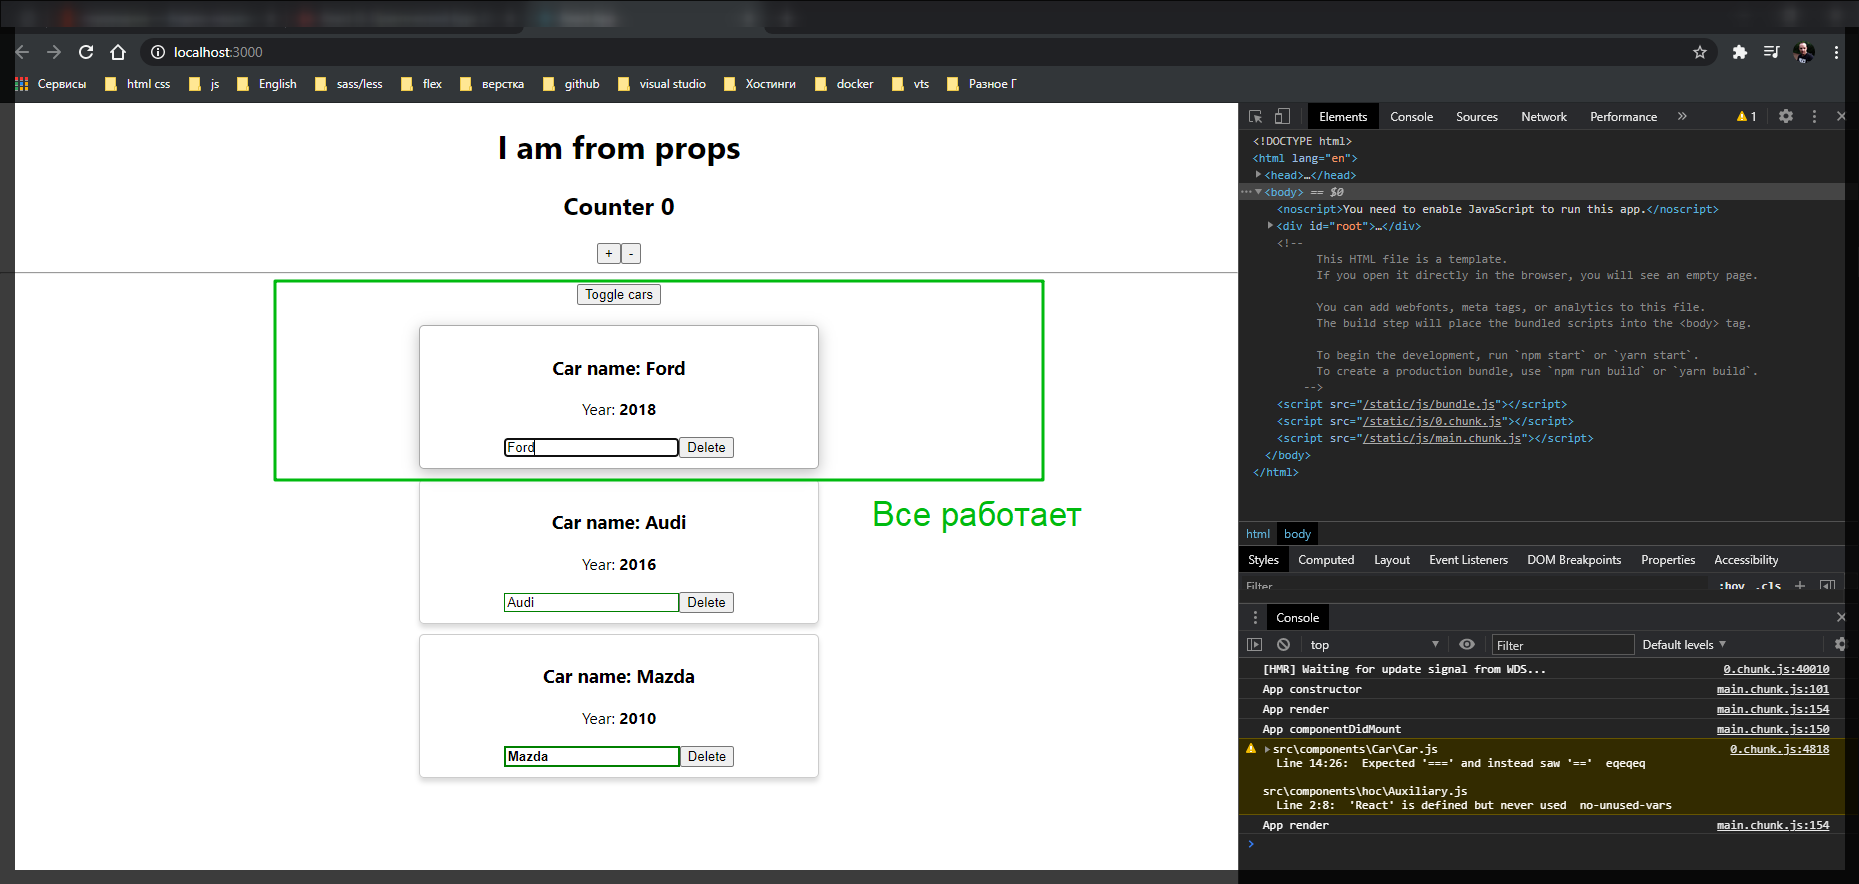 localhost:3000
Сервисы html css js English sass/less flex верстка github visual studio Хостинги docker vts Разное Г
I am from props
Counter 0
+ -
Toggle cars
Car name: Ford
Year: 2018
Ford Delete
Все работает
Car name: Audi
Year: 2016
Audi Delete
Car name: Mazda
Year: 2010
Mazda Delete
Elements Console Sources Network Performance » 1
<!DOCTYPE html>
<html lang="en">
<head>…</head>
<body> == $0
<noscript>You need to enable JavaScript to run this app.</noscript>
<div id="root">…</div>
<!--
This HTML file is a template.
If you open it directly in the browser, you will see an empty page.
You can add webfonts, meta tags, or analytics to this file.
The build step will place the bundled scripts into the <body> tag.
To begin the development, run `npm start` or `yarn start`.
To create a production bundle, use `npm run build` or `yarn build`.
-->
<script src="/static/js/bundle.js"></script>
<script src="/static/js/0.chunk.js"></script>
<script src="/static/js/main.chunk.js"></script>
</body>
</html>
html body
Styles Computed Layout Event Listeners DOM Breakpoints Properties Accessibility
Filter :hov .cls +
Console
top Filter Default levels
[HMR] Waiting for update signal from WDS... 0.chunk.js:40010
App constructor main.chunk.js:101
App render main.chunk.js:154
App componentDidMount main.chunk.js:150
src\components\Car\Car.js 0.chunk.js:4818
Line 14:26: Expected '===' and instead saw '==' eqeqeq
src\components\hoc\Auxiliary.js
Line 2:8: 'React' is defined but never used no-unused-vars
App render main.chunk.js:154